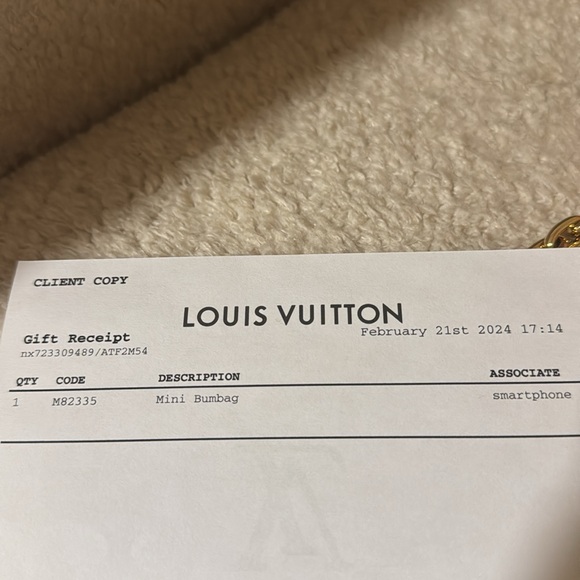 CLIENT COPY
LOUIS VUITTON
Gift Receipt February 21st 2024 17:14
nx723309489/ATF2M54
QTY CODE DESCRIPTION ASSOCIATE
1 M82335 Mini Bumbag smartphone